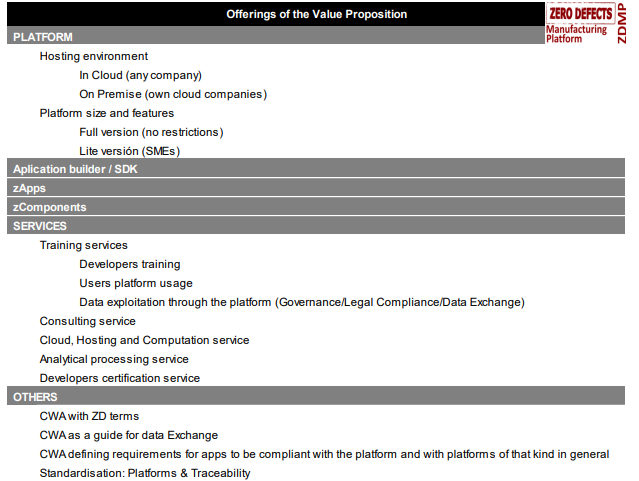 Offerings of the Value Proposition
ZERO DEFECTS
Manufacturing
Platform
ZDMP
PLATFORM
Hosting environment
In Cloud (any company)
On Premise (own cloud companies)
Platform size and features
Full version (no restrictions)
Lite versión (SMEs)
Aplication builder / SDK
zApps
zComponents
SERVICES
Training services
Developers training
Users platform usage
Data exploitation through the platform (Governance/Legal Compliance/Data Exchange)
Consulting service
Cloud, Hosting and Computation service
Analytical processing service
Developers certification service
OTHERS
CWA with ZD terms
CWA as a guide for data Exchange
CWA defining requirements for apps to be compliant with the platform and with platforms of that kind in general
Standardisation: Platforms & Traceability